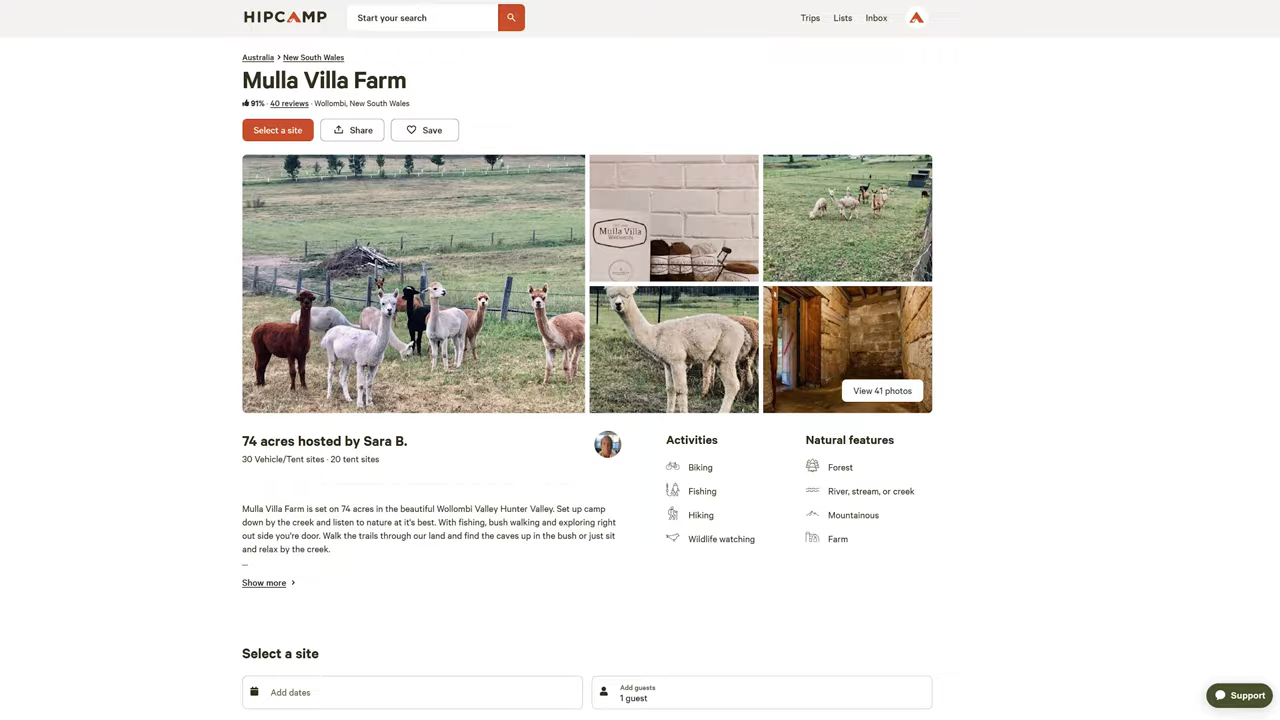 HIPCAMP
Start your search
Trips
Lists
Inbox
Australia > New South Wales
Mulla Villa Farm
91% · 40 reviews · Wollombi, New South Wales
Select a site
Share
Save
Mulla Villa
View 41 photos
74 acres hosted by Sara B.
30 Vehicle/Tent sites · 20 tent sites
Mulla Villa Farm is set on 74 acres in the beautiful Wollombi Valley Hunter Valley. Set up camp
down by the creek and listen to nature at it's best. With fishing, bush walking and exploring right
out side you're door. Walk the trails through our land and find the caves up in the bush or just sit
and relax by the creek.
...
Show more >
Activities
Biking
Fishing
Hiking
Wildlife watching
Natural features
Forest
River, stream, or creek
Mountainous
Farm
Select a site
Add dates
Add guests
1 guest
Support